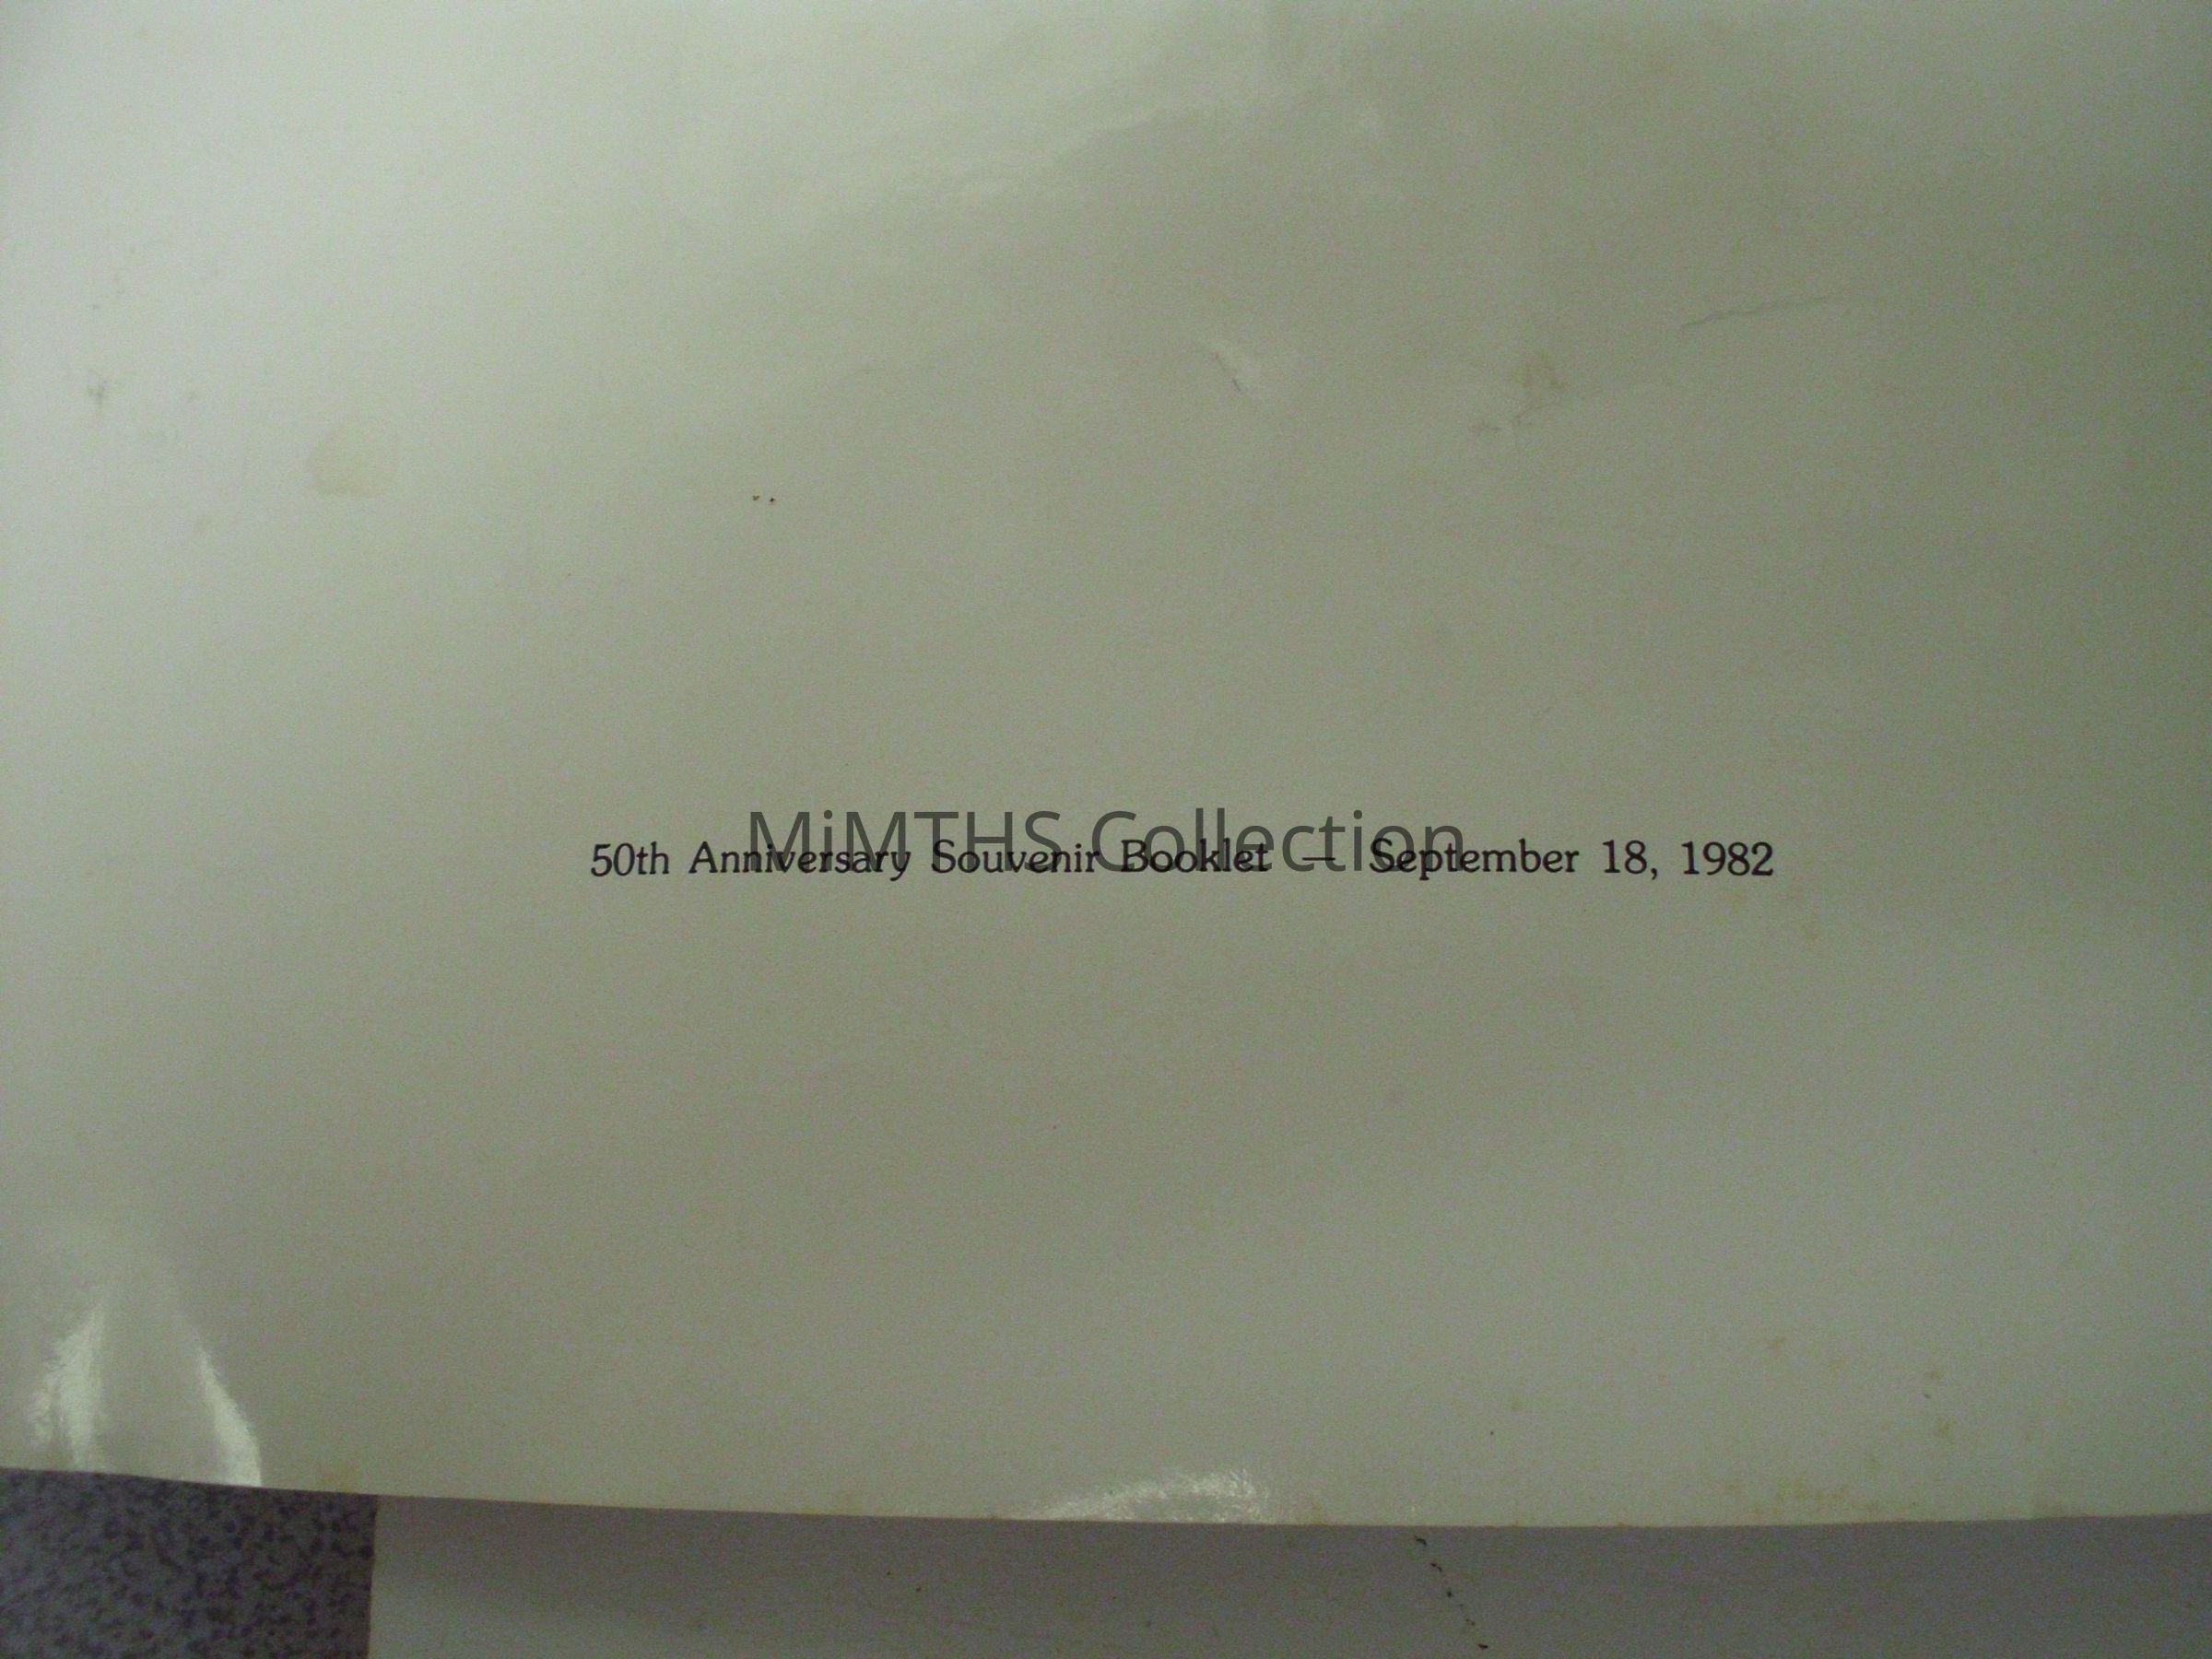 MiMTHS Collection
50th Anniversary Souvenir Booklet — September 18, 1982